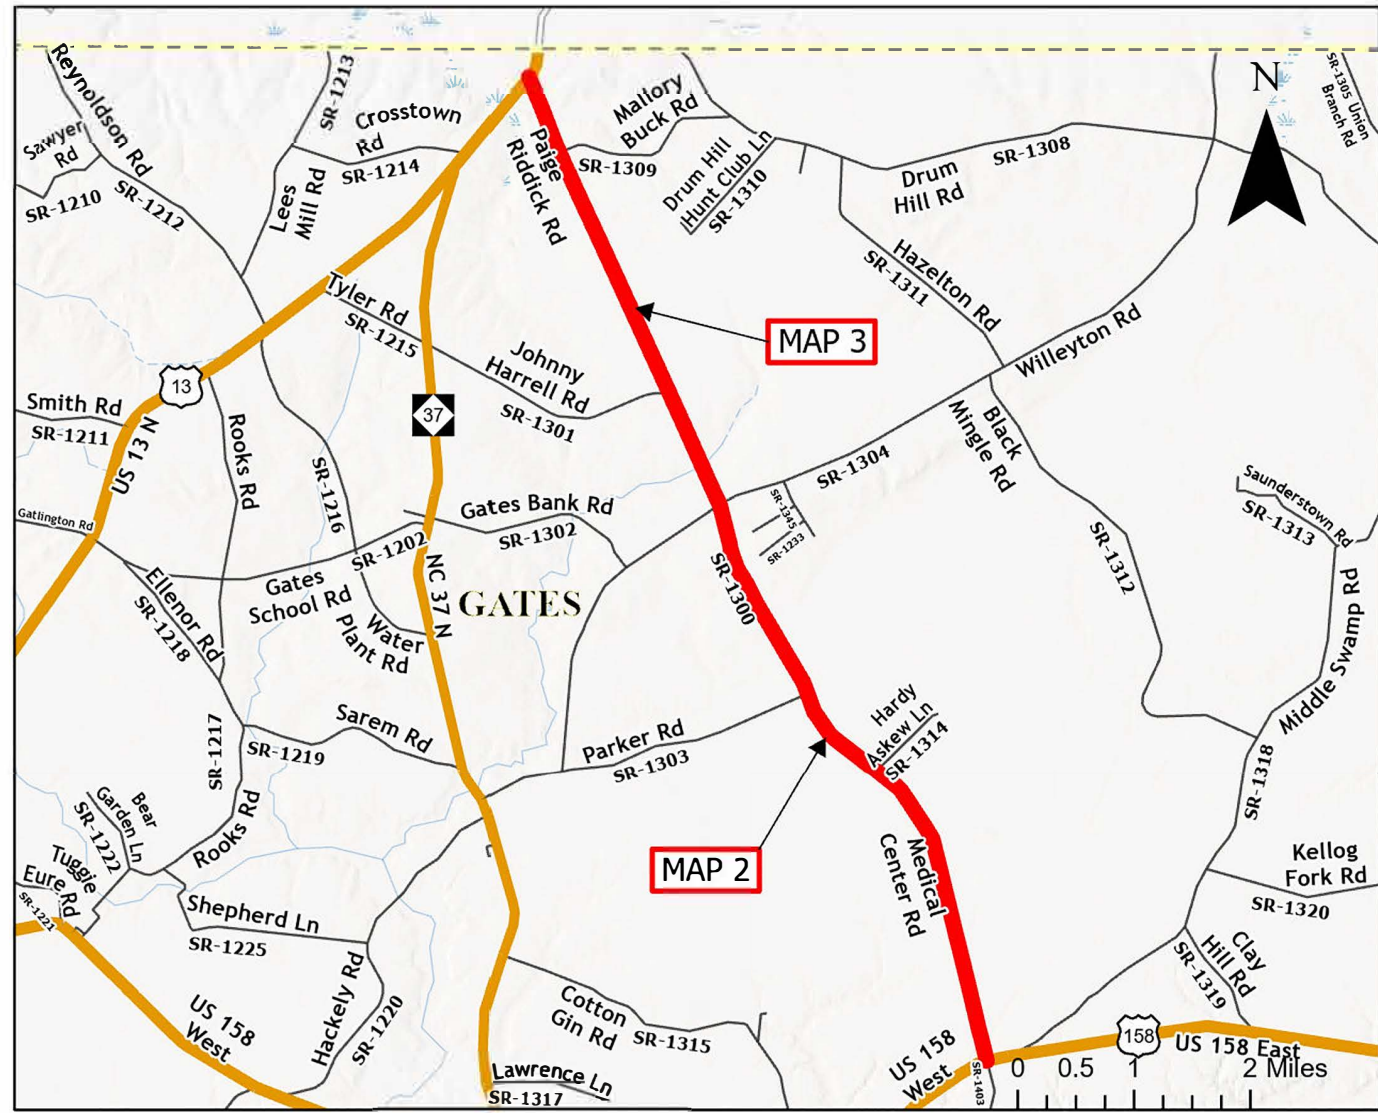 Reynoldson Rd
SR-1213
Mallory
Buck Rd
N
SR-1305 Union
Branch Rd
Sawyer
Rd
Crosstown
Rd
SR-1214
Paige
Riddick Rd
SR-1309
Drum Hill
Hunt Club Ln
SR-1310
SR-1308
Drum
Hill Rd
SR-1210
SR-1212
Lees
Mill Rd
Hazelton Rd
SR-1311
Tyler Rd
SR-1215
MAP 3
Willeyton Rd
Johnny
Harrell Rd
SR-1301
13
37
Smith Rd
SR-1211
US 13 N
Rooks Rd
SR-1216
Black
Mingle Rd
SR-1304
Gates Bank Rd
SR-1302
SR-1345
SR-1233
Saunderstown Rd
SR-1313
Gatlington Rd
SR-1202
SR-1312
Ellenor Rd
SR-1218
Gates
School Rd
NC 37 N
GATES
SR-1300
Water
Plant Rd
Middle Swamp Rd
Hardy
Askew Ln
SR-1314
SR-1217
Sarem Rd
SR-1219
Parker Rd
SR-1303
SR-1318
Bear
Garden Ln
SR-1222
Rooks Rd
MAP 2
Medical
Center Rd
Tuggie
Eure Rd
SR-1221
Kellog
Fork Rd
SR-1320
Shepherd Ln
SR-1225
Clay
Hill Rd
SR-1319
US 158
West
Hackely Rd
SR-1220
Cotton
Gin Rd
SR-1315
158
US 158 East
US 158
West
SR-1403
Lawrence Ln
SR-1317
0 0.5 1 2 Miles